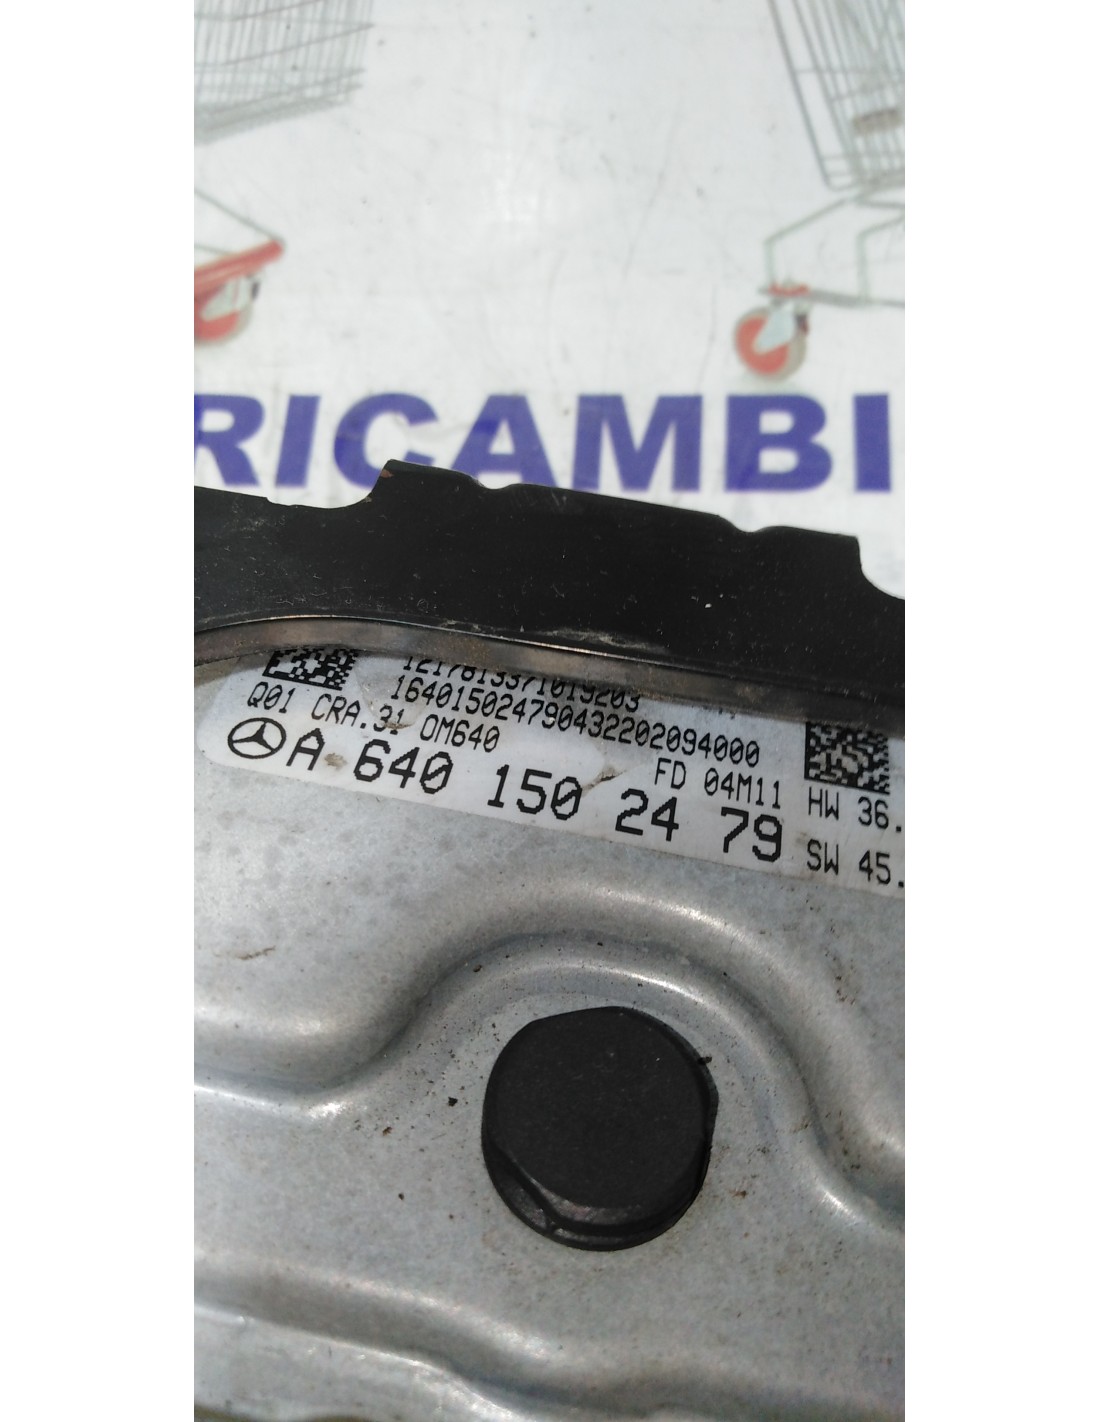 RICAMBI
1217813371019203
164015024790432202094000
Q01 CRA.31 OM640
FD 04M11
A 640 150 24 79
HW 36.
SW 45.